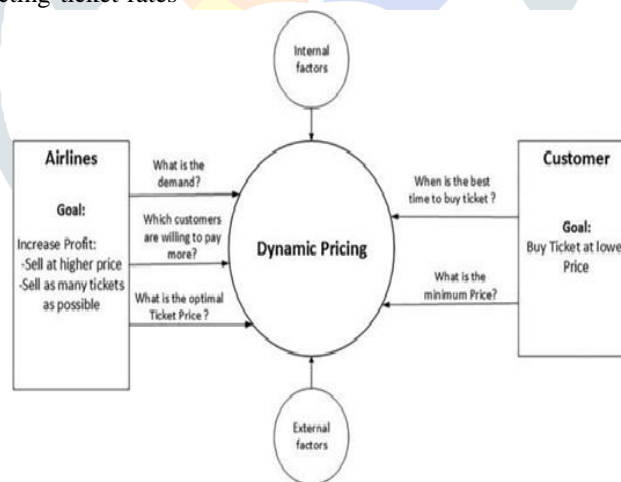 ticket rates
Internal
factors
Airlines
Goal:
Increase Profit:
-Sell at higher price
-Sell as many tickets
as possible
What is the
demand?
Which customers
are willing to pay
more?
What is the optimal
Ticket Price ?
Dynamic Pricing
When is the best
time to buy ticket ?
What is the
minimum Price?
Customer
Goal:
Buy Ticket at lowe
Price
External
factors